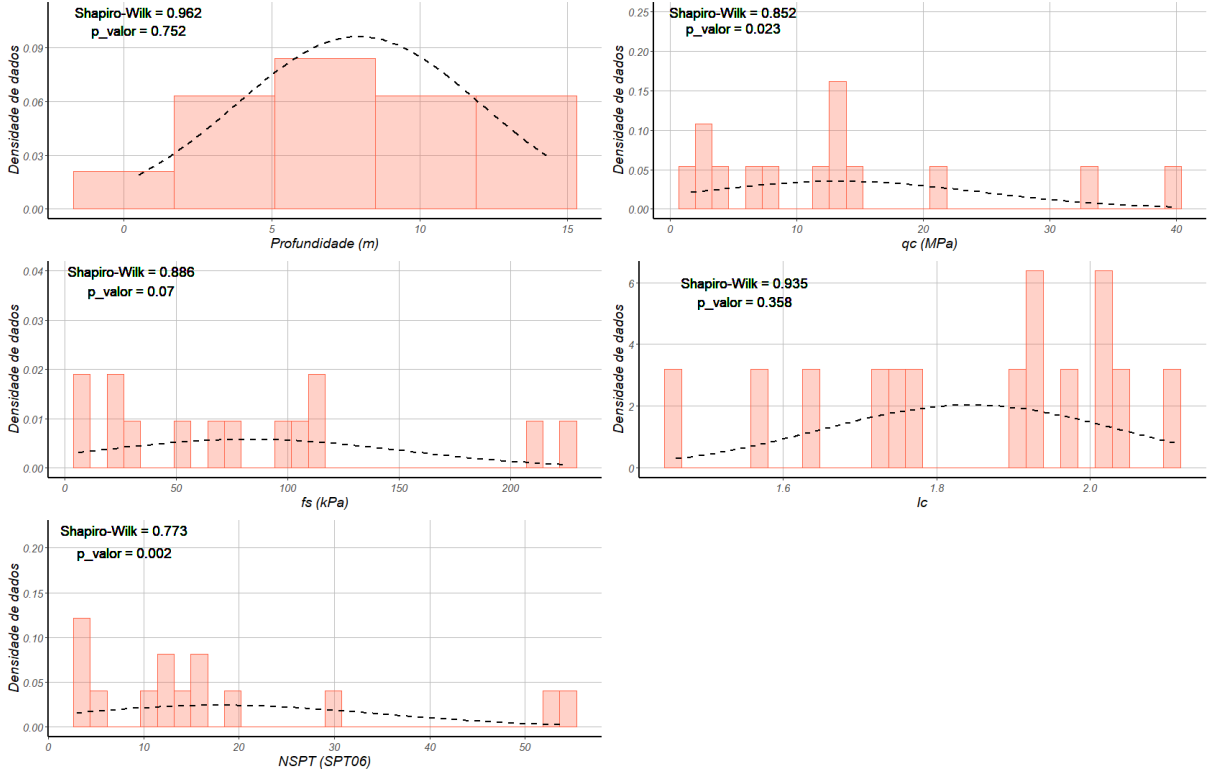 Shapiro-Wilk = 0.962
p_valor = 0.752
Densidade de dados
0.09
0.06
0.03
0.00
0
5
10
15
Profundidade (m)
Shapiro-Wilk = 0.852
p_valor = 0.023
Densidade de dados
0.25
0.20
0.15
0.10
0.05
0.00
0
10
20
30
40
qc (MPa)
Shapiro-Wilk = 0.886
p_valor = 0.07
Densidade de dados
0.04
0.03
0.02
0.01
0.00
0
50
100
150
200
fs (kPa)
Shapiro-Wilk = 0.935
p_valor = 0.358
Densidade de dados
6
4
2
0
1.6
1.8
2.0
Ic
Shapiro-Wilk = 0.773
p_valor = 0.002
Densidade de dados
0.20
0.15
0.10
0.05
0.00
0
10
20
30
40
50
NSPT (SPT06)